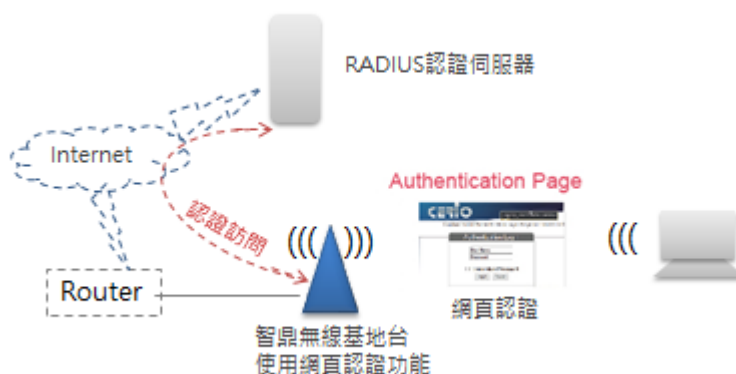 RADIUS認證伺服器
Internet
Authentication Page
CERIO
認證訪問
Router
網頁認證
智鼎無線基地台
使用網頁認證功能